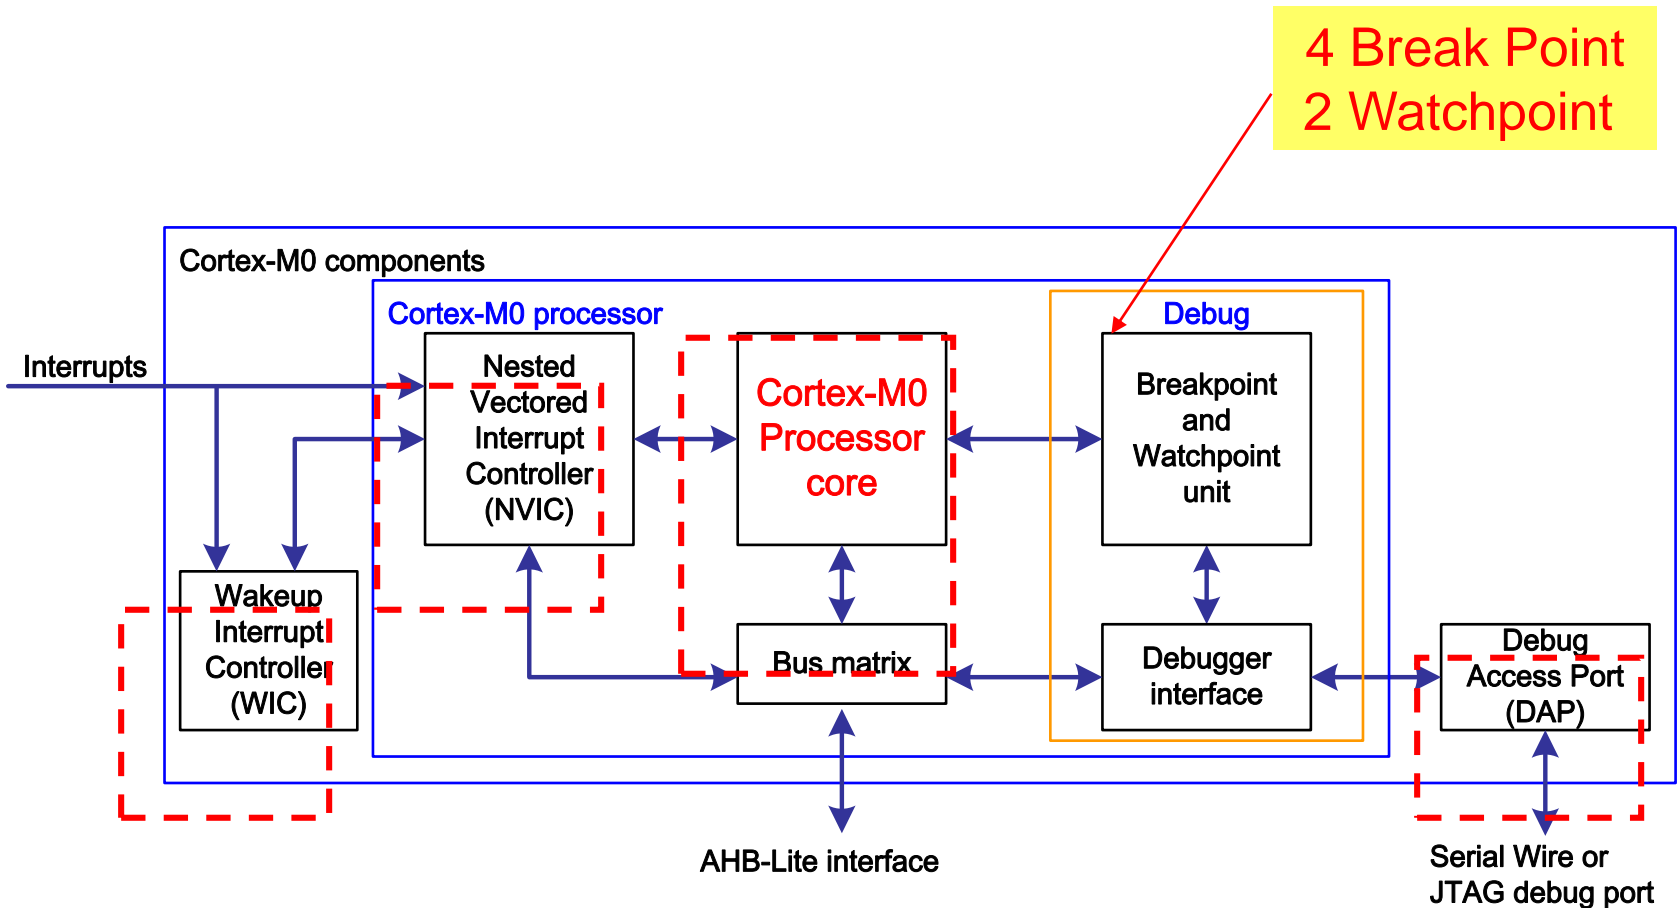 4 Break Point
2 Watchpoint
Cortex-M0 components
Cortex-M0 processor
Debug
Interrupts
Nested
Vectored
Interrupt
Controller
(NVIC)
Cortex-M0
Processor
core
Breakpoint
and
Watchpoint
unit
Wakeup
Interrupt
Controller
(WIC)
Bus matrix
Debugger
interface
Debug
Access Port
(DAP)
AHB-Lite interface
Serial Wire or
JTAG debug port